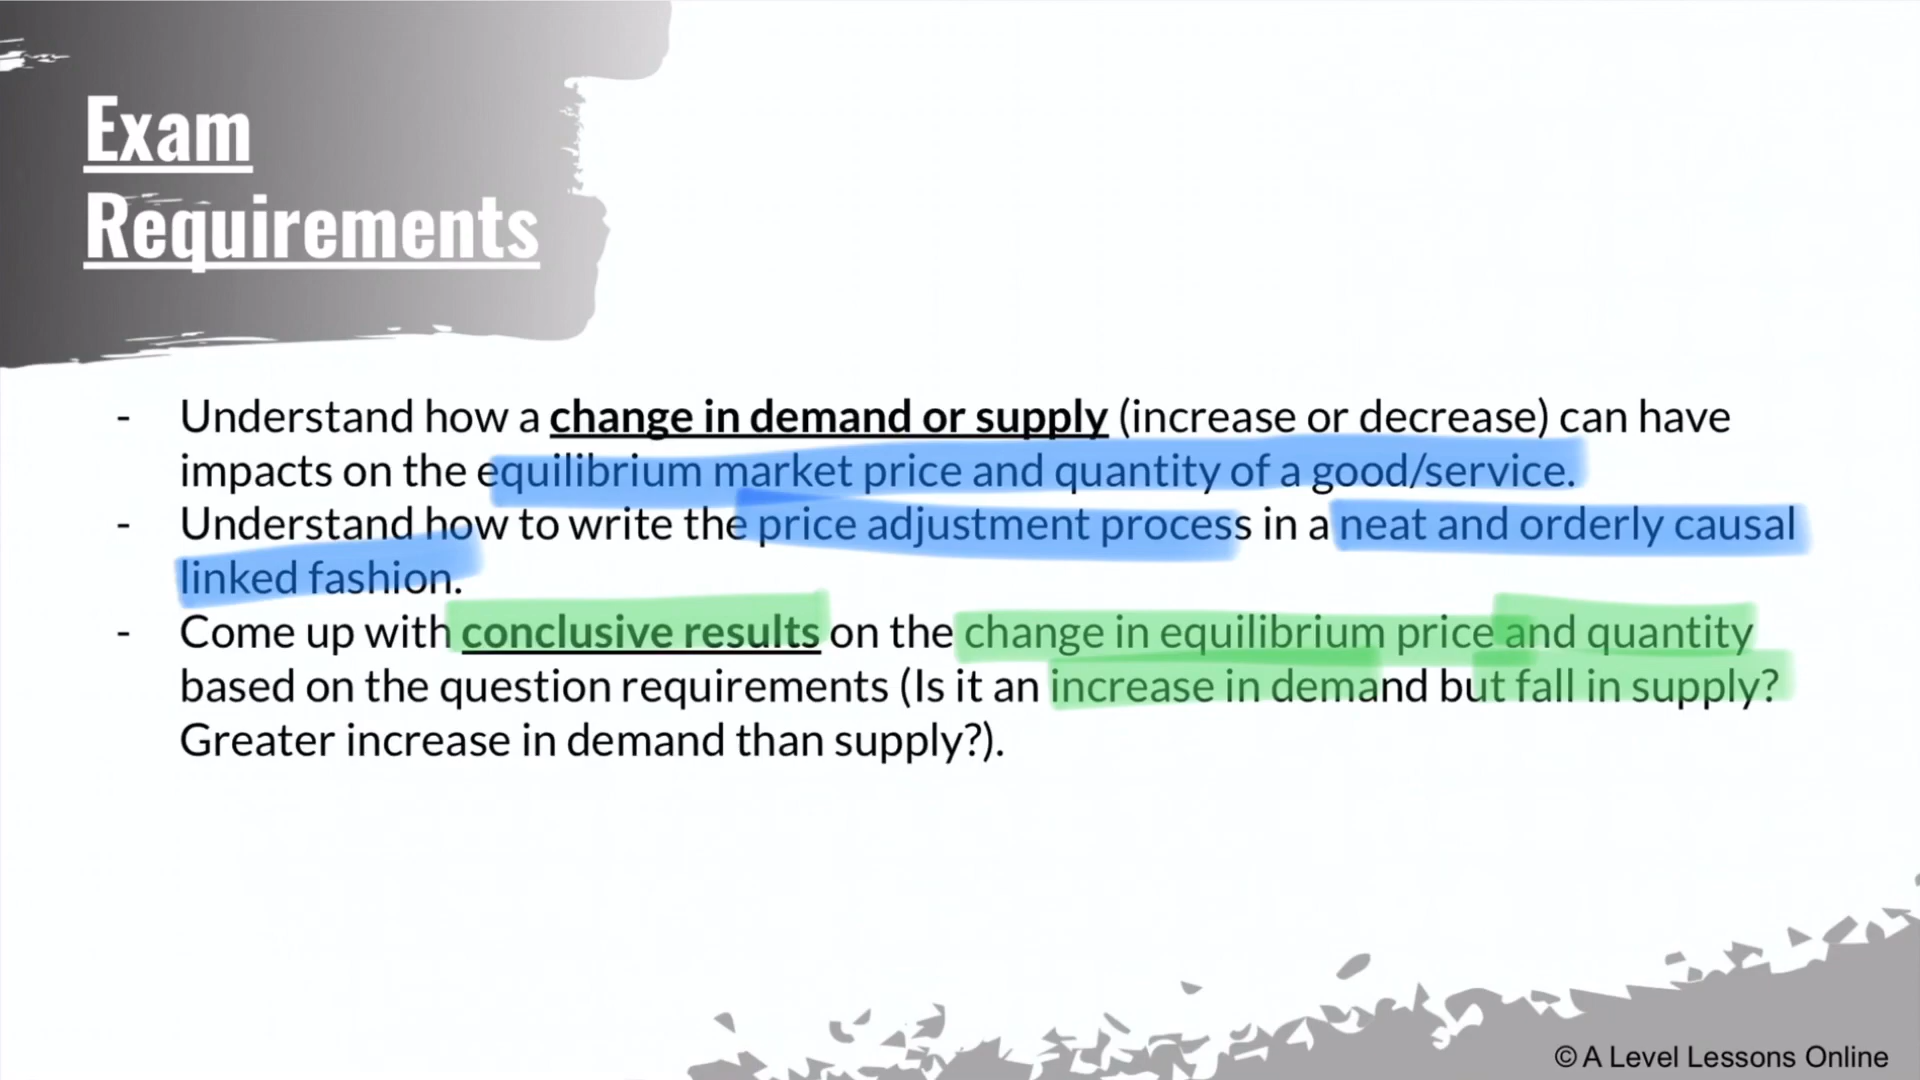 Exam
Requirements
- Understand how a change in demand or supply (increase or decrease) can have
impacts on the equilibrium market price and quantity of a good/service.
- Understand how to write the price adjustment process in a neat and orderly causal
linked fashion.
- Come up with conclusive results on the change in equilibrium price and quantity
based on the question requirements (Is it an increase in demand but fall in supply?
Greater increase in demand than supply?).
© A Level Lessons Online